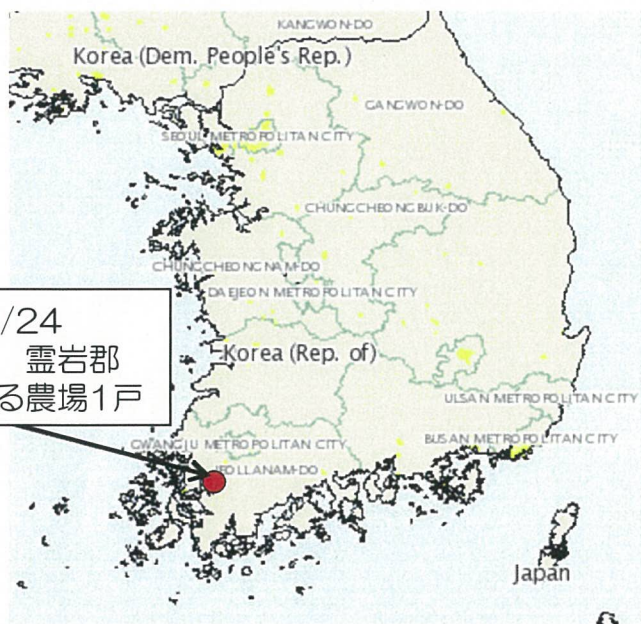 KANGWON-DO
Korea (Dem. People's Rep.)
GANGWON-DO
SEOUL METROPOLITAN CITY
CHUNGCHEONGBUK-DO
CHUNGCHEONGNAM-DO
DAEJEON METROPOLITAN CITY
/24
霊岩郡
る農場1戸
Korea (Rep. of)
ULSAN METROPOLITAN CITY
GWANGJU METROPOLITAN CITY
BUSAN METROPOLITAN CITY
JEOLLANAM-DO
Japan